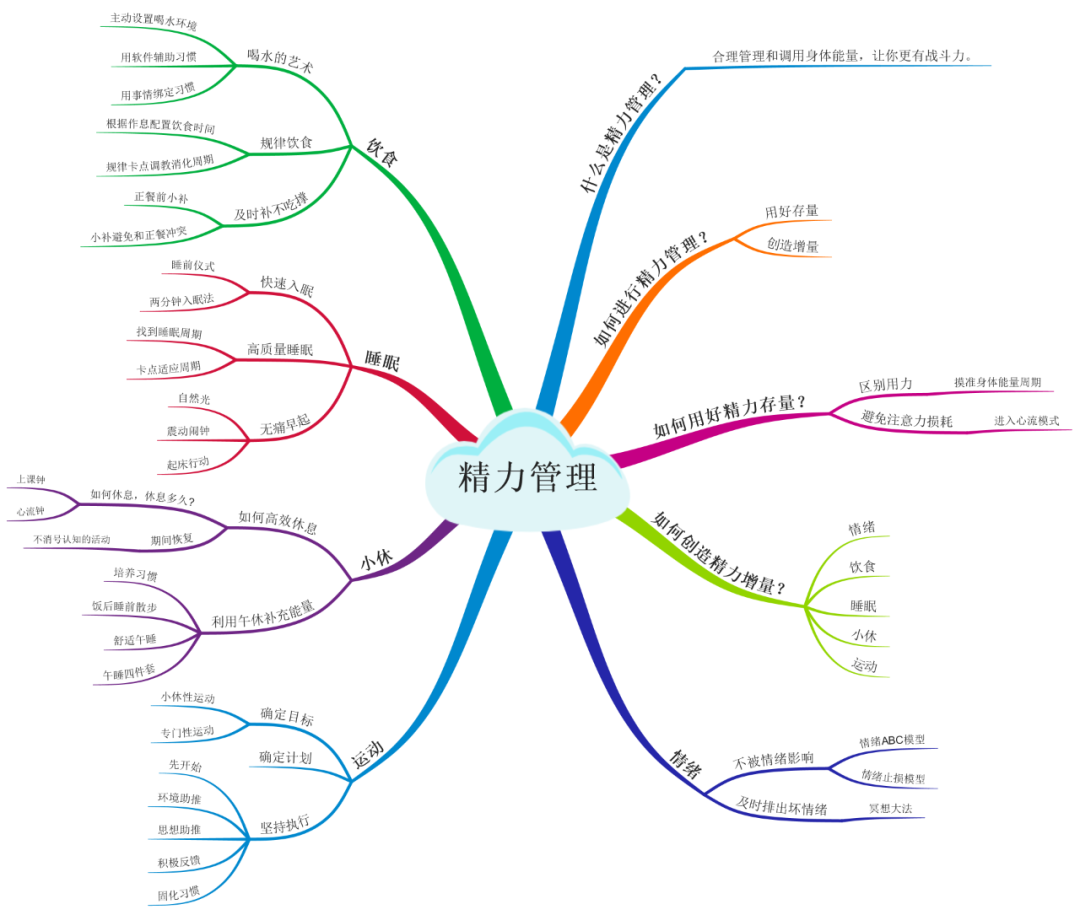 精力管理
什么是精力管理？
合理管理和调用身体能量，让你更有战斗力。
如何进行精力管理？
用好存量
创造增量
如何用好精力存量？
区别用力
摸准身体能量周期
避免注意力损耗
进入心流模式
如何创造精力增量？
情绪
饮食
睡眠
小休
运动
情绪
不被情绪影响
情绪ABC模型
情绪止损模型
及时排出坏情绪
冥想大法
饮食
喝水的艺术
主动设置喝水环境
用软件辅助习惯
用事情绑定习惯
规律饮食
根据作息配置饮食时间
规律卡点调教消化周期
及时补不吃撑
正餐前小补
小补避免和正餐冲突
睡眠
快速入眠
睡前仪式
两分钟入眠法
高质量睡眠
找到睡眠周期
卡点适应周期
无痛早起
自然光
震动闹钟
起床行动
小休
如何高效休息
如何休息，休息多久?
上课钟
心流钟
期间恢复
不消号认知的活动
利用午休补充能量
培养习惯
饭后睡前散步
舒适午睡
午睡四件套
运动
确定目标
小休性运动
专门性运动
确定计划
坚持执行
先开始
环境助推
思想助推
积极反馈
固化习惯